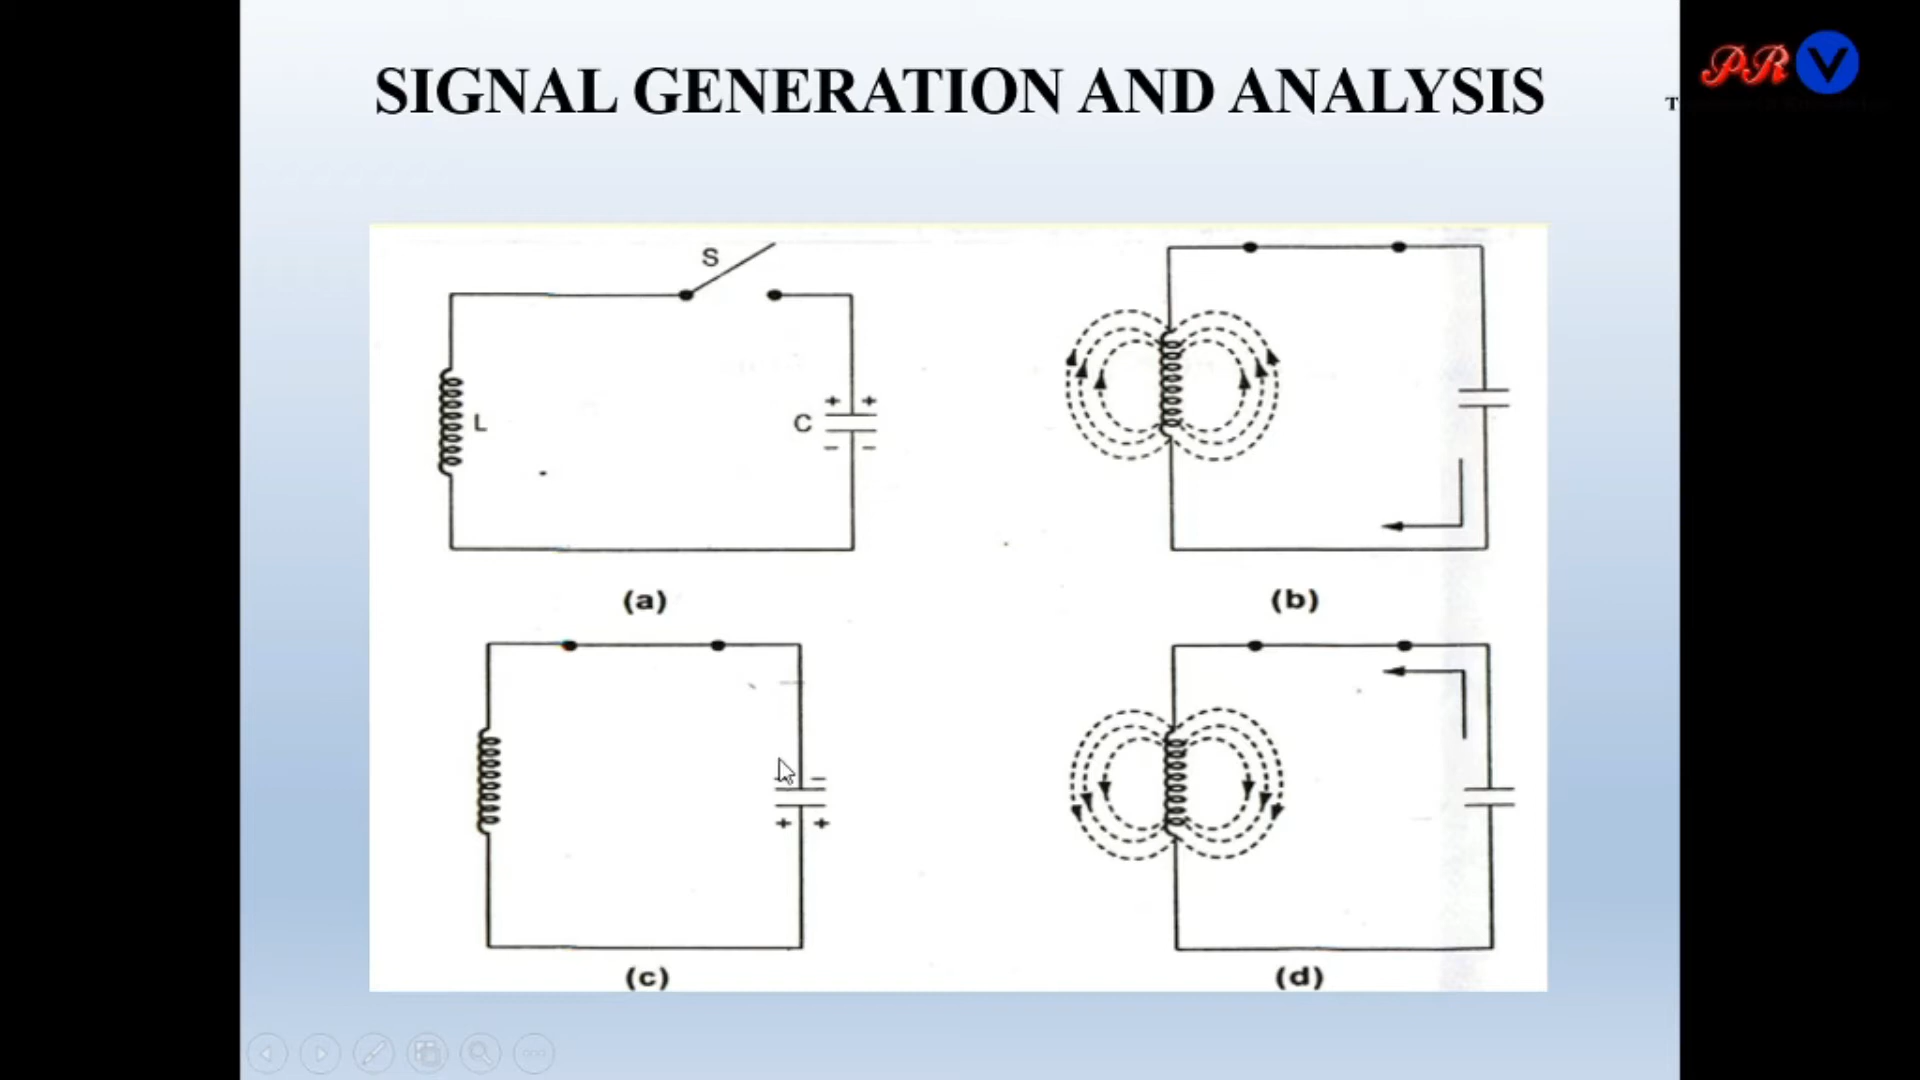 SIGNAL GENERATION AND ANALYSIS
PR V
T
S
L
C
+ +
– –
(a)
(b)
–
+ +
(c)
(d)